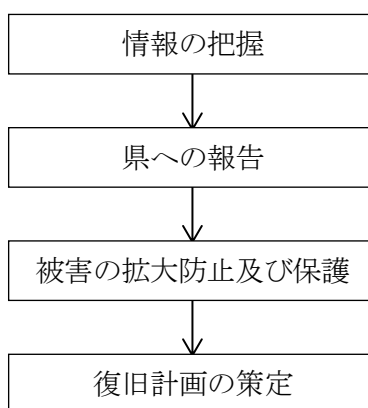 情報の把握
県への報告
被害の拡大防止及び保護
復旧計画の策定